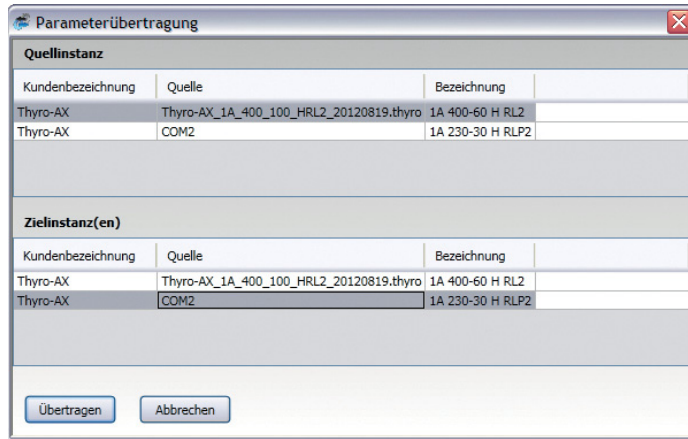 Parameterübertragung
Quellinstanz
Kundenbezeichnung Quelle Bezeichnung
Thyro-AX Thyro-AX_1A_400_100_HRL2_20120819.thyro 1A 400-60 H RL2
Thyro-AX COM2 1A 230-30 H RLP2
Zielinstanz(en)
Kundenbezeichnung Quelle Bezeichnung
Thyro-AX Thyro-AX_1A_400_100_HRL2_20120819.thyro 1A 400-60 H RL2
Thyro-AX COM2 1A 230-30 H RLP2
Übertragen Abbrechen